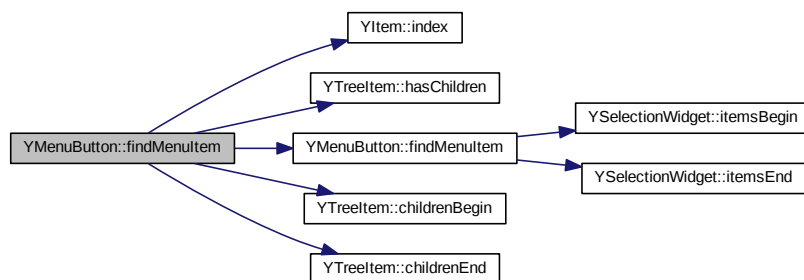 YItem::index
YTreeItem::hasChildren
YSelectionWidget::itemsBegin
YMenuButton::findMenuItem
YMenuButton::findMenuItem
YSelectionWidget::itemsEnd
YTreeItem::childrenBegin
YTreeItem::childrenEnd